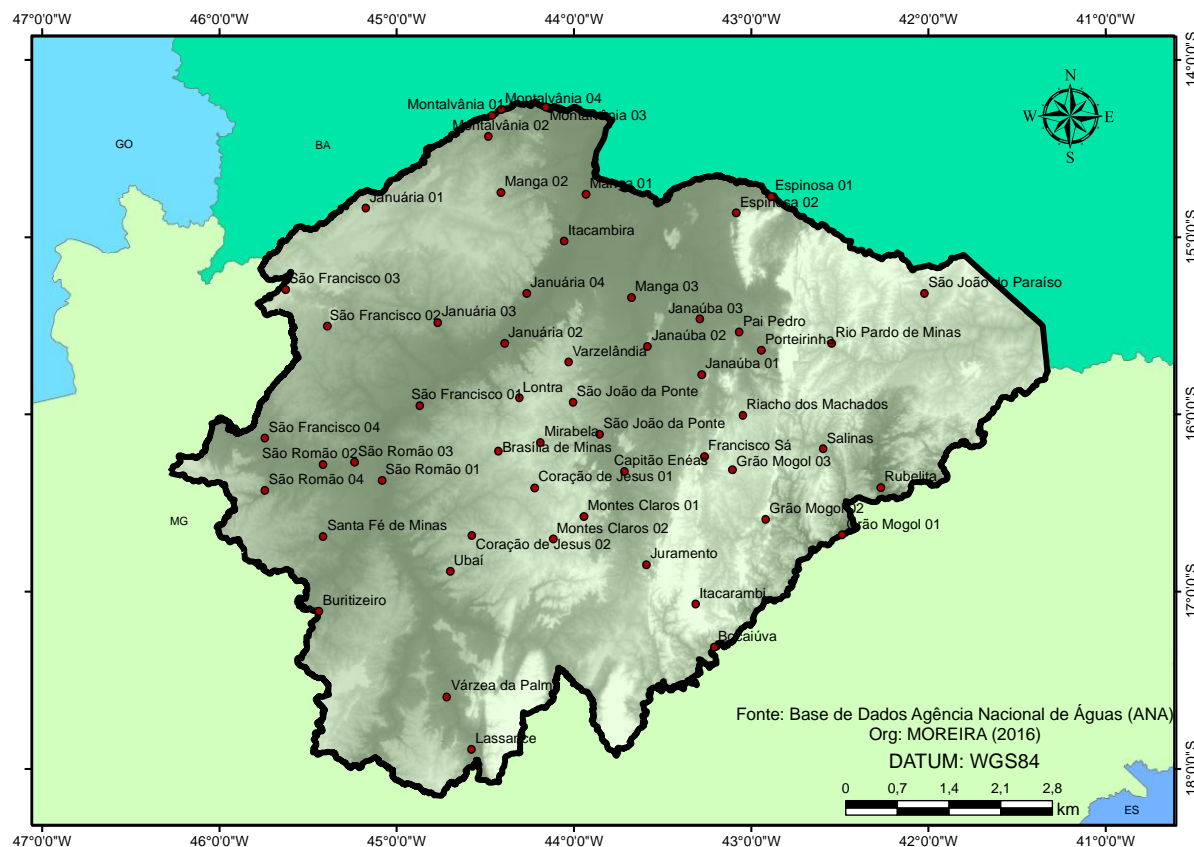 47°0'0"W 46°0'0"W 45°0'0"W 44°0'0"W 43°0'0"W 42°0'0"W 41°0'0"W
14°0'0"S
15°0'0"S
16°0'0"S
17°0'0"S
18°0'0"S
N
W E
S
GO
BA
MG
ES
Montalvânia 04
Montalvânia 01
Montalvânia 03
Montalvânia 02
Manga 02
Manga 01
Espinosa 01
Januária 01
Espinosa 02
Itacambira
São Francisco 03
Januária 04
Manga 03
São João do Paraíso
São Francisco 02
Januária 03
Janaúba 03
Januária 02
Janaúba 02
Pai Pedro
Rio Pardo de Minas
Varzelândia
Porteirinha
Janaúba 01
São Francisco 01
Lontra
São João da Ponte
Riacho dos Machados
São Francisco 04
Mirabela
São João da Ponte
Salinas
São Romão 02
São Romão 03
Brasília de Minas
Francisco Sá
São Romão 01
Capitão Enéas
Grão Mogol 03
São Romão 04
Coração de Jesus 01
Rubelita
Montes Claros 01
Grão Mogol 02
Santa Fé de Minas
Montes Claros 02
Grão Mogol 01
Coração de Jesus 02
Ubaí
Juramento
Buritizeiro
Itacarambi
Bocaiúva
Várzea da Palma
Lassance
Fonte: Base de Dados Agência Nacional de Águas (ANA)
Org: MOREIRA (2016)
DATUM: WGS84
0 0,7 1,4 2,1 2,8
km
47°0'0"W 46°0'0"W 45°0'0"W 44°0'0"W 43°0'0"W 42°0'0"W 41°0'0"W